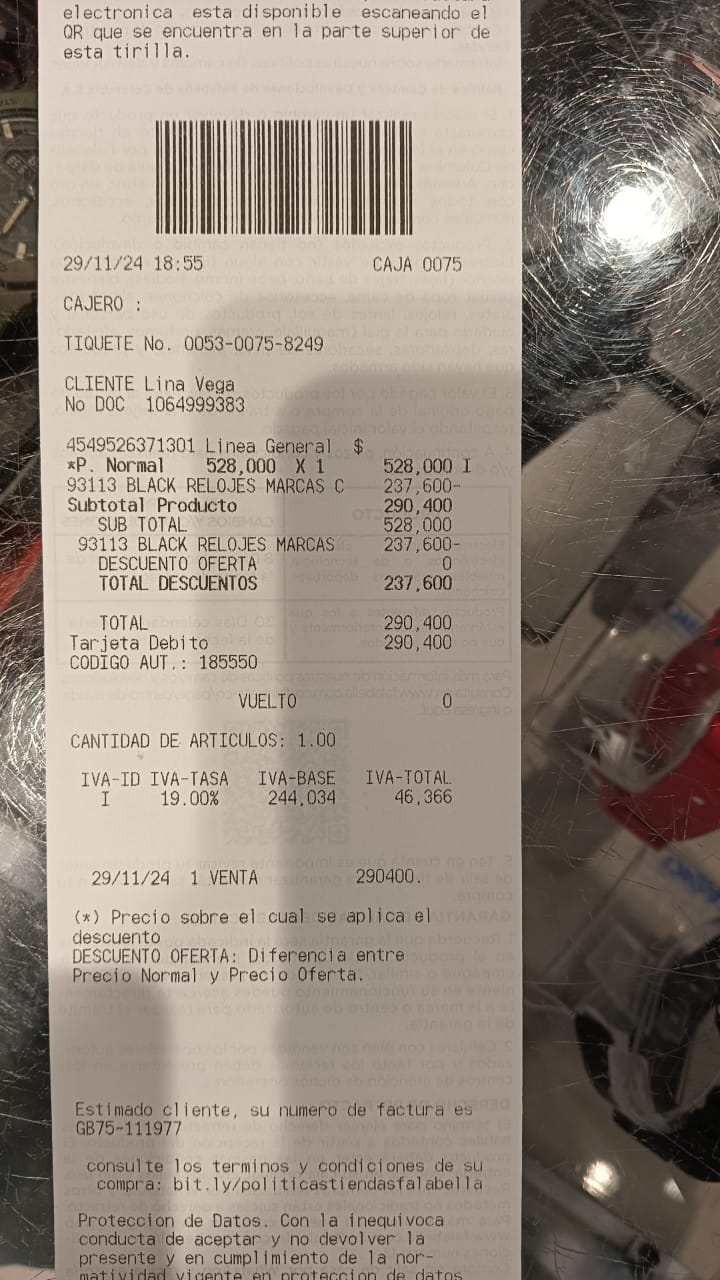 electronica esta disponible escaneando el
QR que se encuentra en la parte superior de
esta tirilla.
29/11/24 18:55 CAJA 0075
CAJERO :
TIQUETE No. 0053-0075-8249
CLIENTE Lina Vega
No DOC 1064999383
4549526371301 Linea General $
*P. Normal 528,000 X 1 528,000 I
93113 BLACK RELOJES MARCAS C 237,600-
Subtotal Producto 290,400
SUB TOTAL 528,000
93113 BLACK RELOJES MARCAS 237,600-
DESCUENTO OFERTA 0
TOTAL DESCUENTOS 237,600
TOTAL 290,400
Tarjeta Debito 290,400
CODIGO AUT.: 185550
VUELTO 0
CANTIDAD DE ARTICULOS: 1.00
IVA-ID IVA-TASA IVA-BASE IVA-TOTAL
I 19.00% 244,034 46,366
29/11/24 1 VENTA 290400.
(*) Precio sobre el cual se aplica el
descuento
DESCUENTO OFERTA: Diferencia entre
Precio Normal y Precio Oferta.
Estimado cliente, su numero de factura es
GB75-111977
consulte los terminos y condiciones de su
compra: bit.ly/politicastiendasfalabella
Proteccion de Datos. Con la inequivoca
conducta de aceptar y no devolver la
presente y en cumplimiento de la nor-
matividad vigente en proteccion de datos